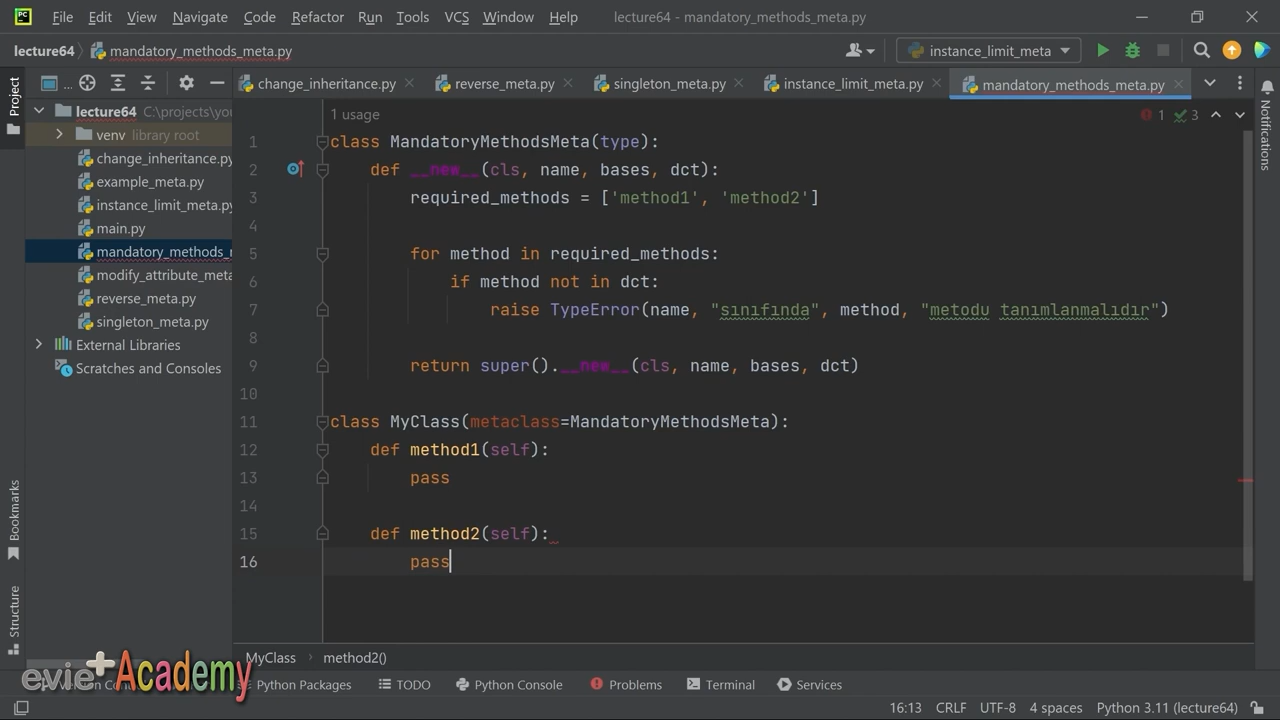 File Edit View Navigate Code Refactor Run Tools VCS Window Help lecture64 - mandatory_methods_meta.py
lecture64 mandatory_methods_meta.py instance_limit_meta
Project
change_inheritance.py reverse_meta.py singleton_meta.py instance_limit_meta.py mandatory_methods_meta.py
lecture64 C:\projects\you
venv library root
change_inheritance.py
example_meta.py
instance_limit_meta.py
main.py
mandatory_methods_
modify_attribute_meta
reverse_meta.py
singleton_meta.py
External Libraries
Scratches and Consoles
1 usage
1 3
1 class MandatoryMethodsMeta(type):
2 def __new__(cls, name, bases, dct):
3 required_methods = ['method1', 'method2']
4
5 for method in required_methods:
6 if method not in dct:
7 raise TypeError(name, "sınıfında", method, "metodu tanımlanmalıdır")
8
9 return super().__new__(cls, name, bases, dct)
10
11 class MyClass(metaclass=MandatoryMethodsMeta):
12 def method1(self):
13 pass
14
15 def method2(self):
16 pass
Notifications
Bookmarks
Structure
MyClass method2()
evie+Academy
Python Packages TODO Python Console Problems Terminal Services
16:13 CRLF UTF-8 4 spaces Python 3.11 (lecture64)